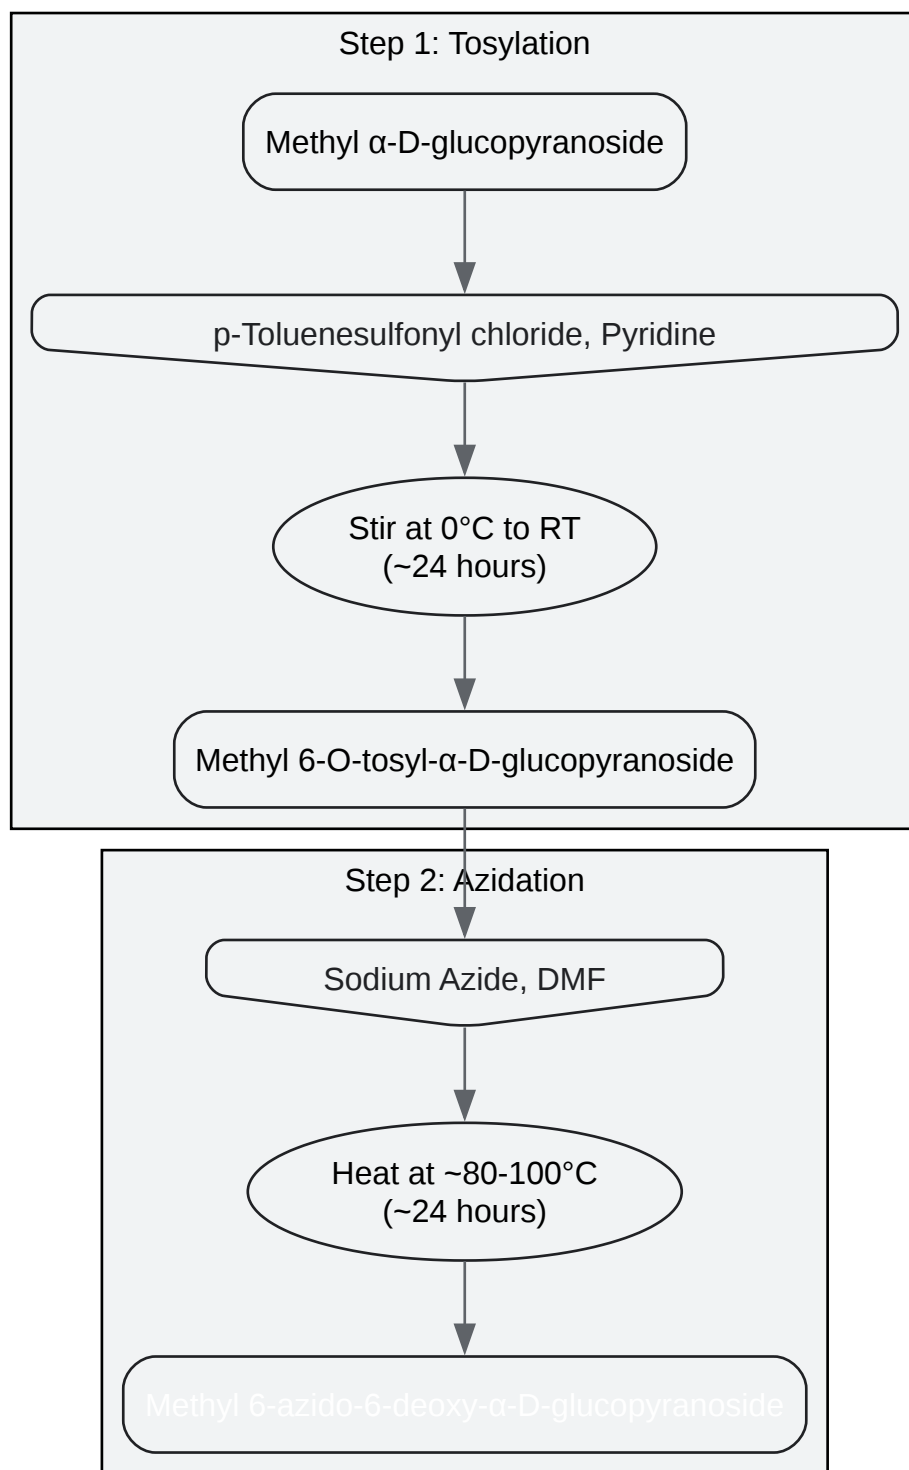 Step 1: Tosylation
Methyl α-D-glucopyranoside
p-Toluenesulfonyl chloride, Pyridine
Stir at 0°C to RT
(~24 hours)
Methyl 6-O-tosyl-α-D-glucopyranoside
Step 2: Azidation
Sodium Azide, DMF
Heat at ~80-100°C
(~24 hours)
Methyl 6-azido-6-deoxy-α-D-glucopyranoside